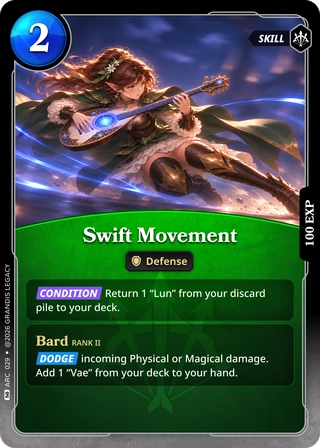 2
SKILL
Swift Movement
Defense
100 EXP
CONDITION Return 1 “Lun” from your discard
pile to your deck.
Bard RANK II
DODGE incoming Physical or Magical damage.
Add 1 “Vae” from your deck to your hand.
ARC_029 • @2026 GRANDIS LEGACY